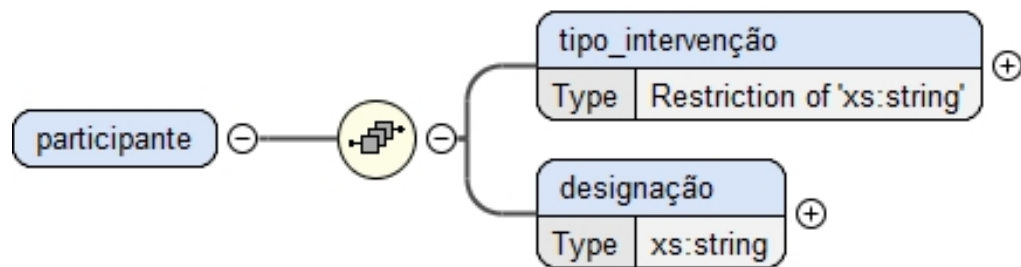 tipo_intervenção
Type Restriction of 'xs:string'
participante
designação
Type xs:string